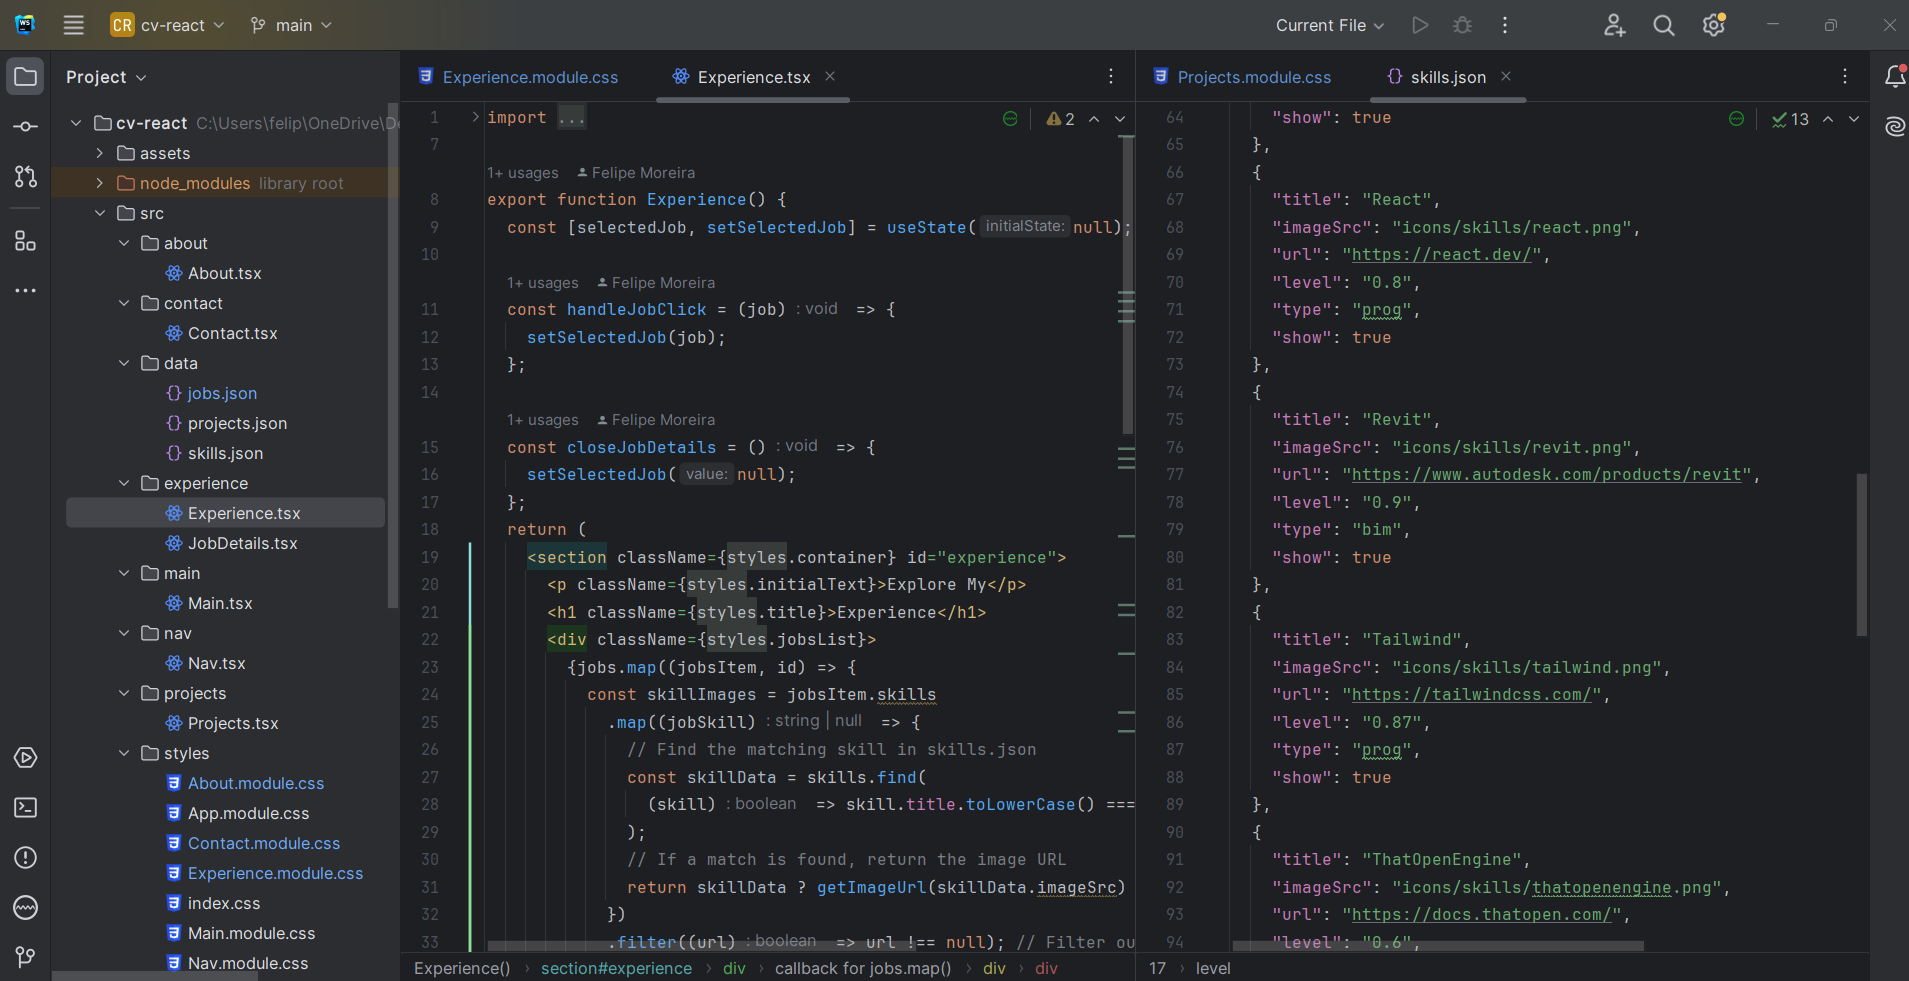 WS
CR cv-react main Current File
Project
cv-react C:\Users\felip\OneDrive\De
assets
node_modules library root
src
about
About.tsx
contact
Contact.tsx
data
jobs.json
projects.json
skills.json
experience
Experience.tsx
JobDetails.tsx
main
Main.tsx
nav
Nav.tsx
projects
Projects.tsx
styles
About.module.css
App.module.css
Contact.module.css
Experience.module.css
index.css
Main.module.css
Nav.module.css
Experience.module.css Experience.tsx
2
1 import ...
7
1+ usages Felipe Moreira
8 export function Experience() {
9 const [selectedJob, setSelectedJob] = useState( initialState: null);
10
1+ usages Felipe Moreira
11 const handleJobClick = (job) : void => {
12 setSelectedJob(job);
13 };
14
1+ usages Felipe Moreira
15 const closeJobDetails = () : void => {
16 setSelectedJob( value: null);
17 };
18 return (
19 <section className={styles.container} id="experience">
20 <p className={styles.initialText}>Explore My</p>
21 <h1 className={styles.title}>Experience</h1>
22 <div className={styles.jobsList}>
23 {jobs.map((jobsItem, id) => {
24 const skillImages = jobsItem.skills
25 .map((jobSkill) : string | null => {
26 // Find the matching skill in skills.json
27 const skillData = skills.find(
28 (skill) : boolean => skill.title.toLowerCase() ===
29 );
30 // If a match is found, return the image URL
31 return skillData ? getImageUrl(skillData.imageSrc)
32 })
33 .filter((url) : boolean => url !== null); // Filter ou
Experience() section#experience div callback for jobs.map() div div
Projects.module.css skills.json
13
64 "show": true
65 },
66 {
67 "title": "React",
68 "imageSrc": "icons/skills/react.png",
69 "url": "https://react.dev/",
70 "level": "0.8",
71 "type": "prog",
72 "show": true
73 },
74 {
75 "title": "Revit",
76 "imageSrc": "icons/skills/revit.png",
77 "url": "https://www.autodesk.com/products/revit",
78 "level": "0.9",
79 "type": "bim",
80 "show": true
81 },
82 {
83 "title": "Tailwind",
84 "imageSrc": "icons/skills/tailwind.png",
85 "url": "https://tailwindcss.com/",
86 "level": "0.87",
87 "type": "prog",
88 "show": true
89 },
90 {
91 "title": "ThatOpenEngine",
92 "imageSrc": "icons/skills/thatopenengine.png",
93 "url": "https://docs.thatopen.com/",
94 "level": "0.6",
17 level